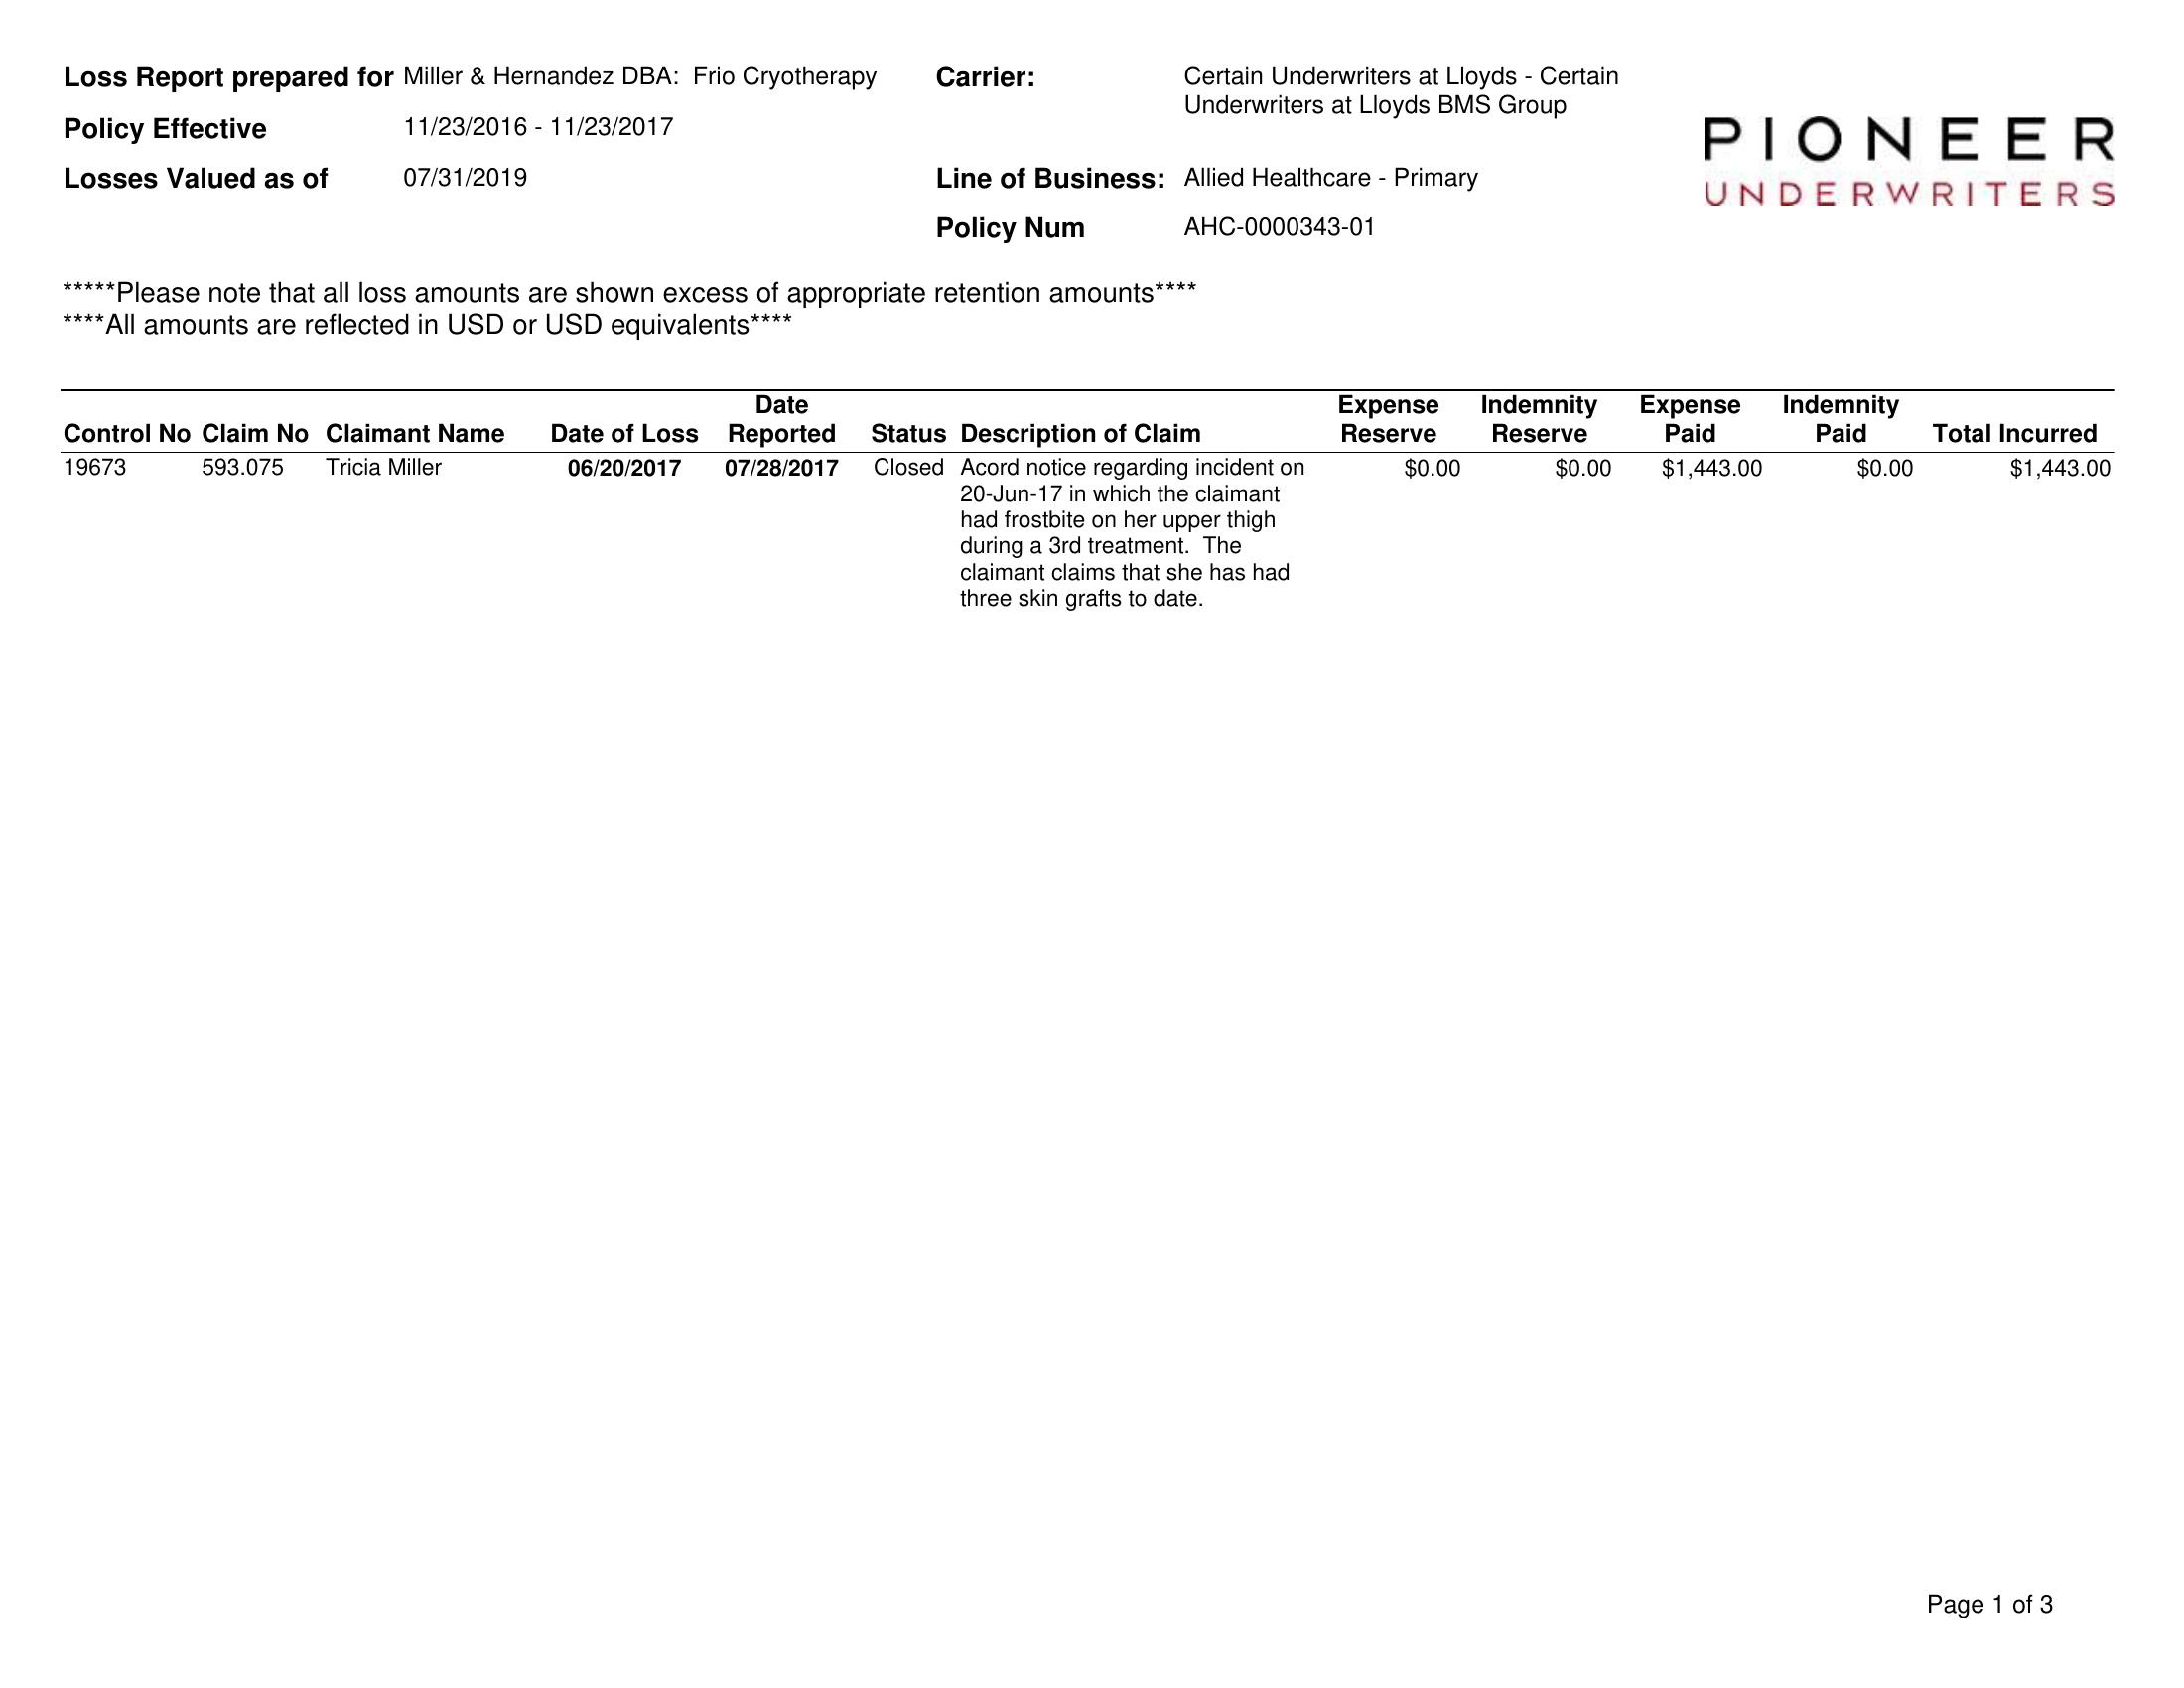 Loss Report prepared for Miller & Hernandez DBA:  Frio Cryotherapy
Policy Effective 11/23/2016 - 11/23/2017
Losses Valued as of 07/31/2019
Carrier: Certain Underwriters at Lloyds - Certain
Underwriters at Lloyds BMS Group
Line of Business: Allied Healthcare - Primary
Policy Num AHC-0000343-01
PIONEER
UNDERWRITERS
*****Please note that all loss amounts are shown excess of appropriate retention amounts****
****All amounts are reflected in USD or USD equivalents****
Date Expense Indemnity Expense Indemnity
Control No Claim No Claimant Name Date of Loss Reported Status Description of Claim Reserve Reserve Paid Paid Total Incurred
19673 593.075 Tricia Miller 06/20/2017 07/28/2017 Closed Acord notice regarding incident on $0.00 $0.00 $1,443.00 $0.00 $1,443.00
20-Jun-17 in which the claimant
had frostbite on her upper thigh
during a 3rd treatment.  The
claimant claims that she has had
three skin grafts to date.
Page 1 of 3